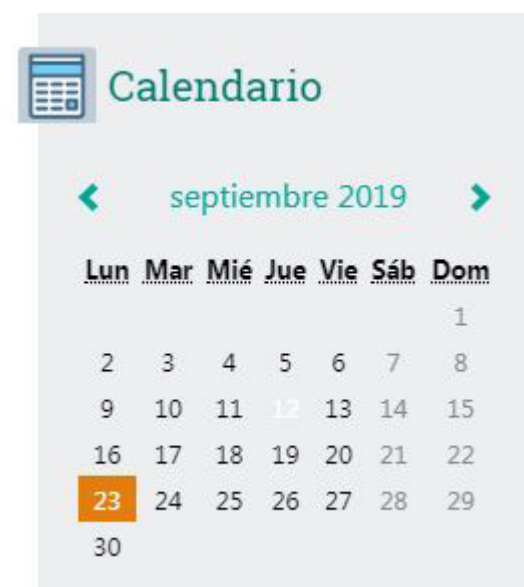 Calendario
septiembre 2019
Lun Mar Mié Jue Vie Sáb Dom
1
2 3 4 5 6 7 8
9 10 11 12 13 14 15
16 17 18 19 20 21 22
23 24 25 26 27 28 29
30